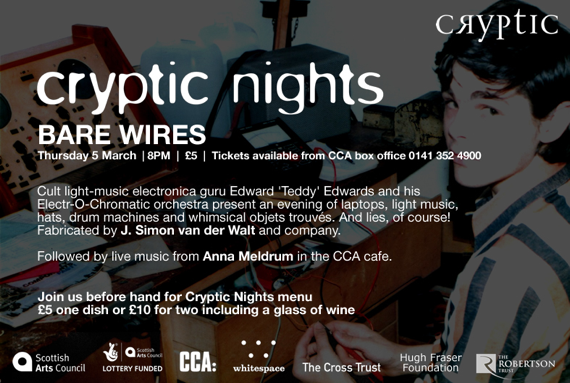 CRYPTIC
cryptic nights
BARE WIRES
Thursday 5 March | 8PM | £5 | Tickets available from CCA box office 0141 352 4900
Cult light-music electronica guru Edward 'Teddy' Edwards and his
Electr-O-Chromatic orchestra present an evening of laptops, light music,
hats, drum machines and whimsical objets trouvés. And lies, of course!
Fabricated by J. Simon van der Walt and company.
Followed by live music from Anna Meldrum in the CCA cafe.
Join us before hand for Cryptic Nights menu
£5 one dish or £10 for two including a glass of wine
Scottish
Arts Council
Scottish
Arts Council
LOTTERY FUNDED
CCA:
whitespace
The Cross Trust
Hugh Fraser
Foundation
THE
ROBERTSON
TRUST